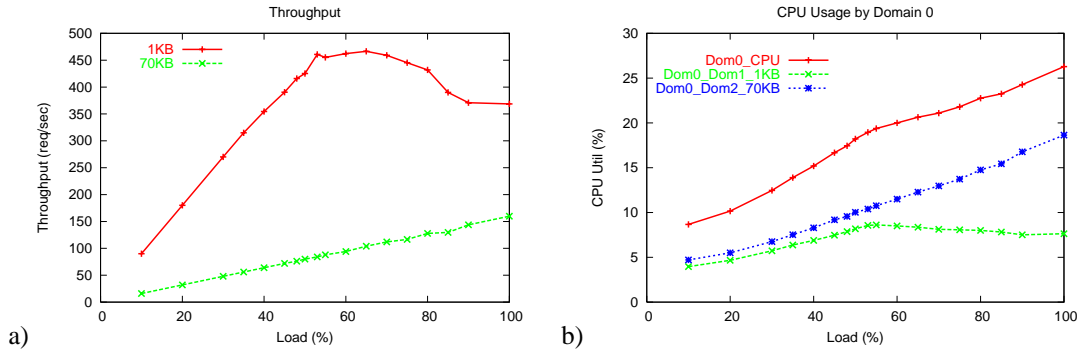 Throughput
Throughput (req/sec)
500
450
400
350
300
250
200
150
100
50
0
1KB
70KB
0 20 40 60 80 100
Load (%)
a)
CPU Usage by Domain 0
CPU Util (%)
30
25
20
15
10
5
0
Dom0_CPU
Dom0_Dom1_1KB
Dom0_Dom2_70KB
0 20 40 60 80 100
Load (%)
b)